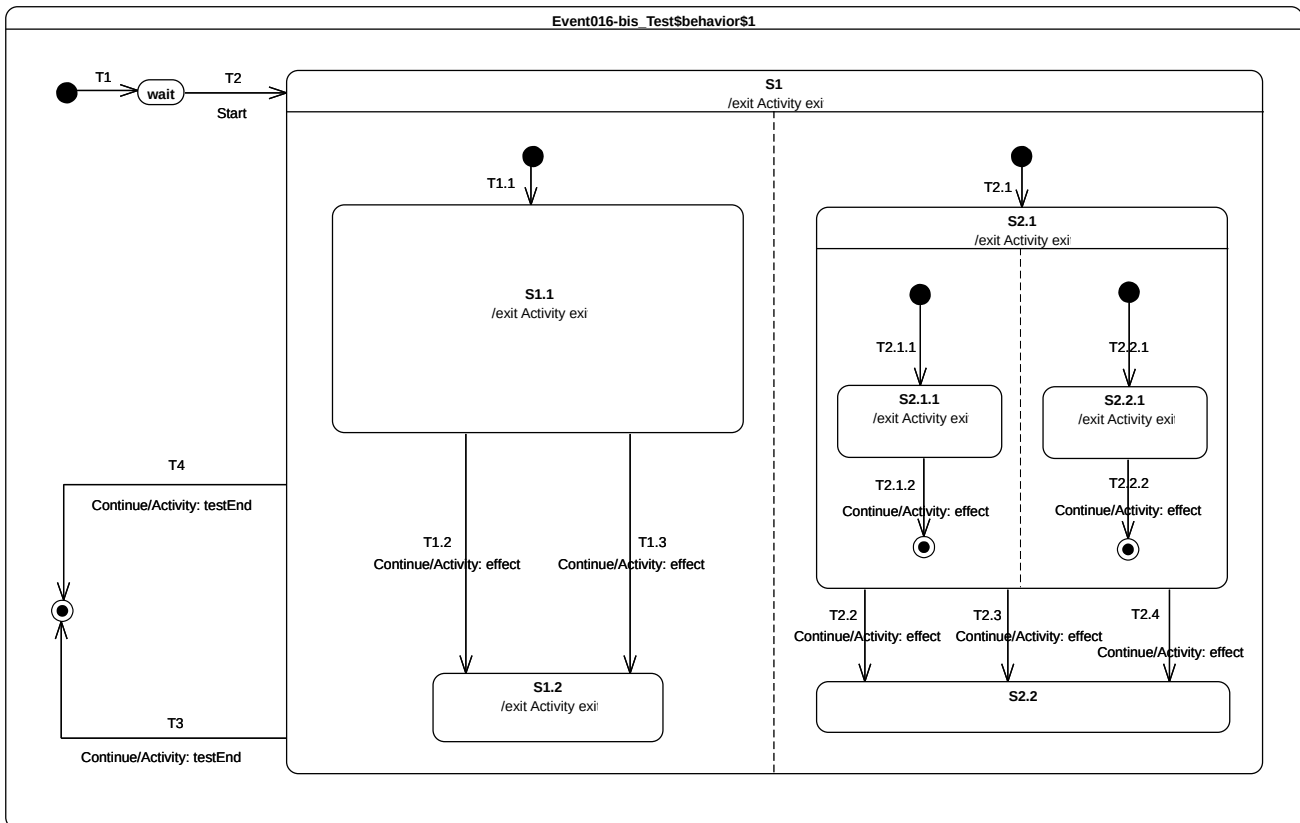 Event016-bis_Test$behavior$1
T1
T2
wait
Start
S1
/exit Activity exi
T1.1
T2.1
S2.1
/exit Activity exi
S1.1
/exit Activity exi
T2.1.1
T2.2.1
S2.1.1
/exit Activity exi
S2.2.1
/exit Activity exi
T4
Continue/Activity: testEnd
T2.1.2
Continue/Activity: effect
T2.2.2
Continue/Activity: effect
T1.2
Continue/Activity: effect
T1.3
Continue/Activity: effect
T2.2
Continue/Activity: effect
T2.3
Continue/Activity: effect
T2.4
Continue/Activity: effect
S1.2
/exit Activity exi
S2.2
T3
Continue/Activity: testEnd